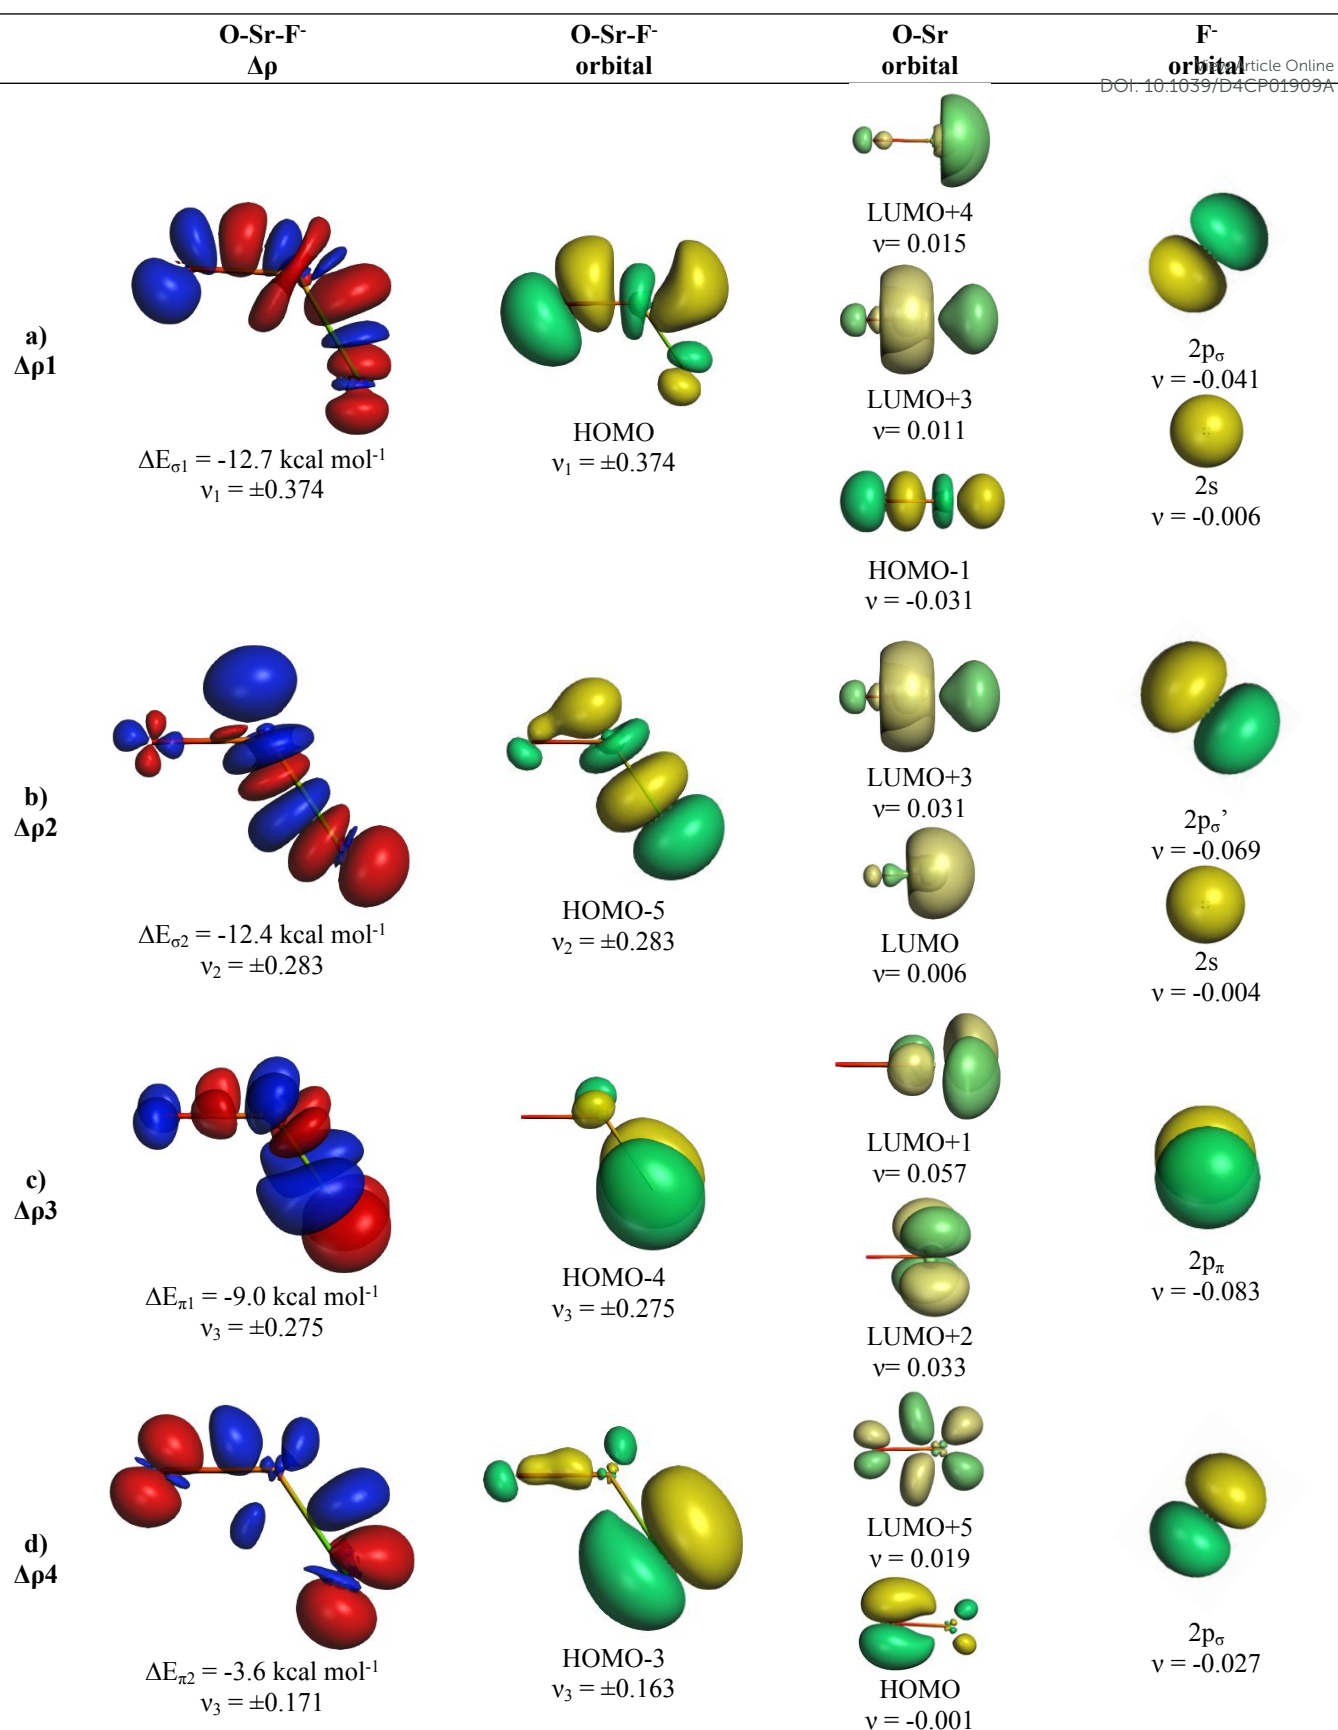 O-Sr-F- O-Sr-F- O-Sr F-
Δρ orbital orbital orbital
View Article Online
DOI: 10.1039/D4CP01909A
a)
Δρ1
ΔEσ1 = -12.7 kcal mol-1
ν1 = ±0.374
HOMO
ν1 = ±0.374
LUMO+4
ν= 0.015
LUMO+3
ν= 0.011
HOMO-1
ν = -0.031
2pσ
ν = -0.041
2s
ν = -0.006
b)
Δρ2
ΔEσ2 = -12.4 kcal mol-1
ν2 = ±0.283
HOMO-5
ν2 = ±0.283
LUMO+3
ν= 0.031
LUMO
ν= 0.006
2pσ’
ν = -0.069
2s
ν = -0.004
c)
Δρ3
ΔEπ1 = -9.0 kcal mol-1
ν3 = ±0.275
HOMO-4
ν3 = ±0.275
LUMO+1
ν= 0.057
LUMO+2
ν= 0.033
2pπ
ν = -0.083
d)
Δρ4
ΔEπ2 = -3.6 kcal mol-1
ν3 = ±0.171
HOMO-3
ν3 = ±0.163
LUMO+5
ν = 0.019
HOMO
ν = -0.001
2pσ
ν = -0.027